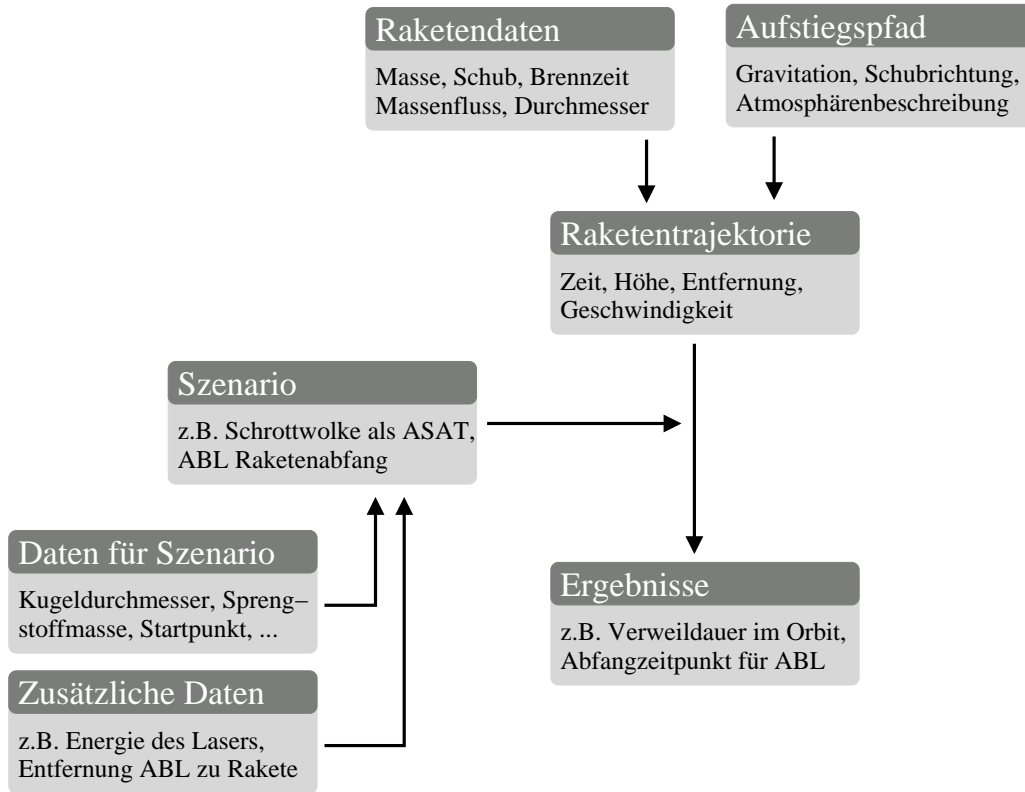 Raketendaten
Masse, Schub, Brennzeit
Massenfluss, Durchmesser
Aufstiegspfad
Gravitation, Schubrichtung,
Atmosphärenbeschreibung
Raketentrajektorie
Zeit, Höhe, Entfernung,
Geschwindigkeit
Szenario
z.B. Schrottwolke als ASAT,
ABL Raketenabfang
Daten für Szenario
Kugeldurchmesser, Spreng–
stoffmasse, Startpunkt, ...
Ergebnisse
z.B. Verweildauer im Orbit,
Abfangzeitpunkt für ABL
Zusätzliche Daten
z.B. Energie des Lasers,
Entfernung ABL zu Rakete